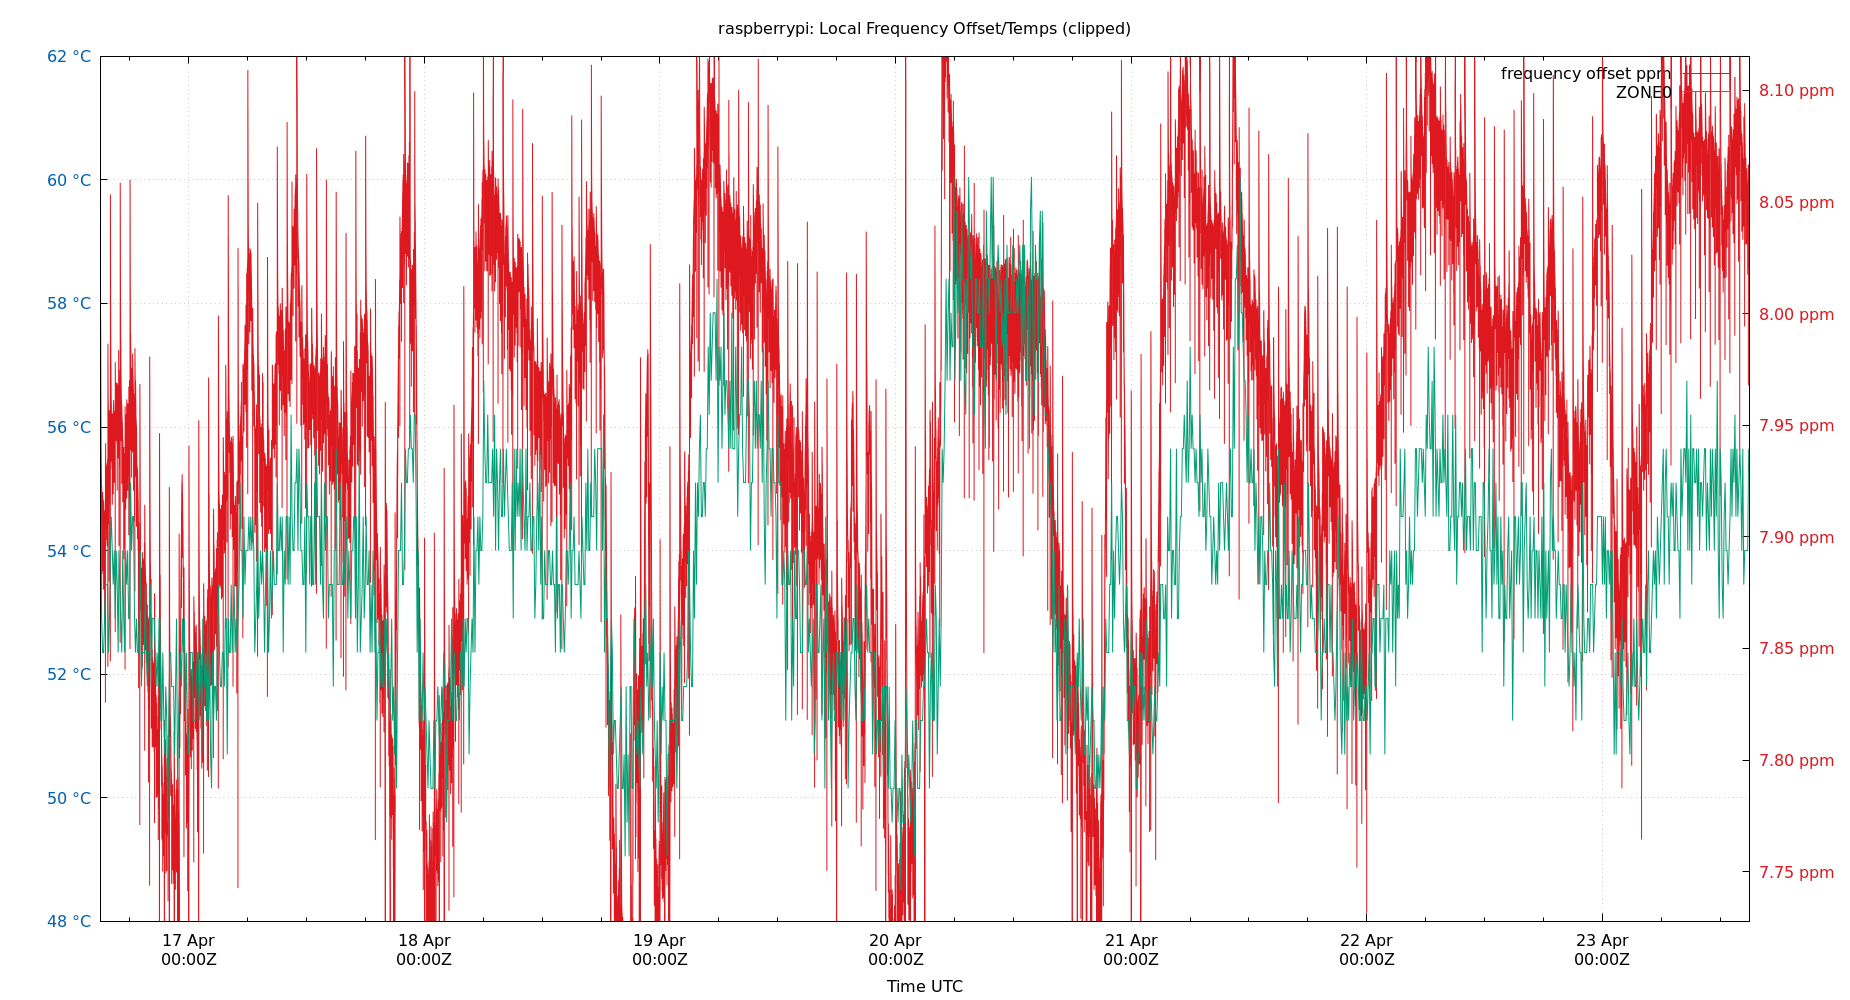 raspberrypi: Local Frequency Offset/Temps (clipped)
62 °C
60 °C
58 °C
56 °C
54 °C
52 °C
50 °C
48 °C
frequency offset ppm
ZONE0
8.10 ppm
8.05 ppm
8.00 ppm
7.95 ppm
7.90 ppm
7.85 ppm
7.80 ppm
7.75 ppm
17 Apr
00:00Z
18 Apr
00:00Z
19 Apr
00:00Z
20 Apr
00:00Z
21 Apr
00:00Z
22 Apr
00:00Z
23 Apr
00:00Z
Time UTC